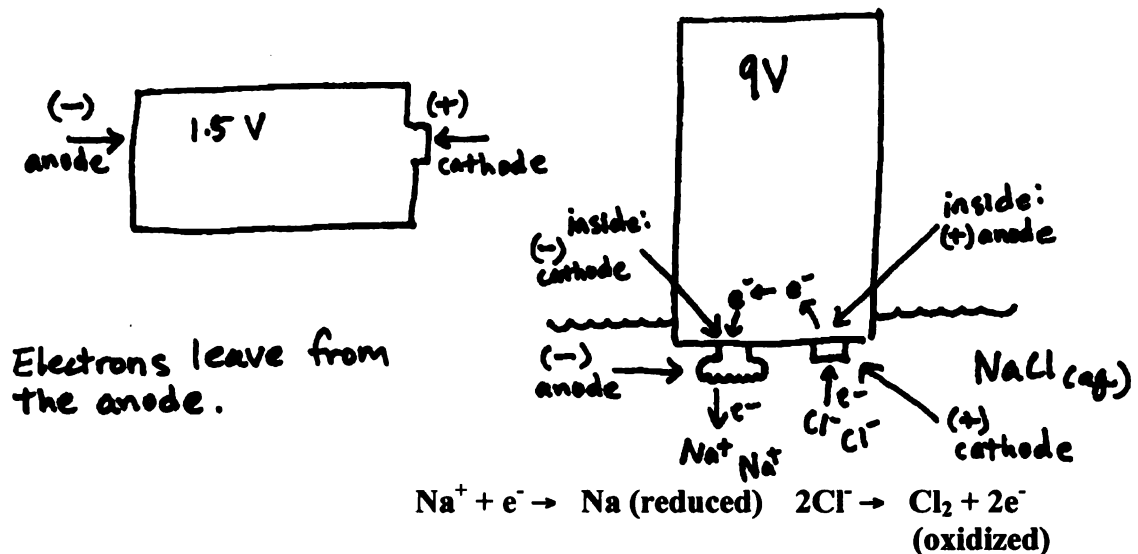 (-)
anode
1.5 V
(+)
cathode
Electrons leave from
the anode.
9V
inside:
(-)
cathode
inside:
(+) anode
e⁻ ← e⁻
(-)
anode
e⁻
Na⁺ Na⁺
e⁻
Cl⁻ Cl⁻
NaCl(aq)
(+)
cathode
Na⁺ + e⁻ → Na (reduced) 2Cl⁻ → Cl₂ + 2e⁻
(oxidized)